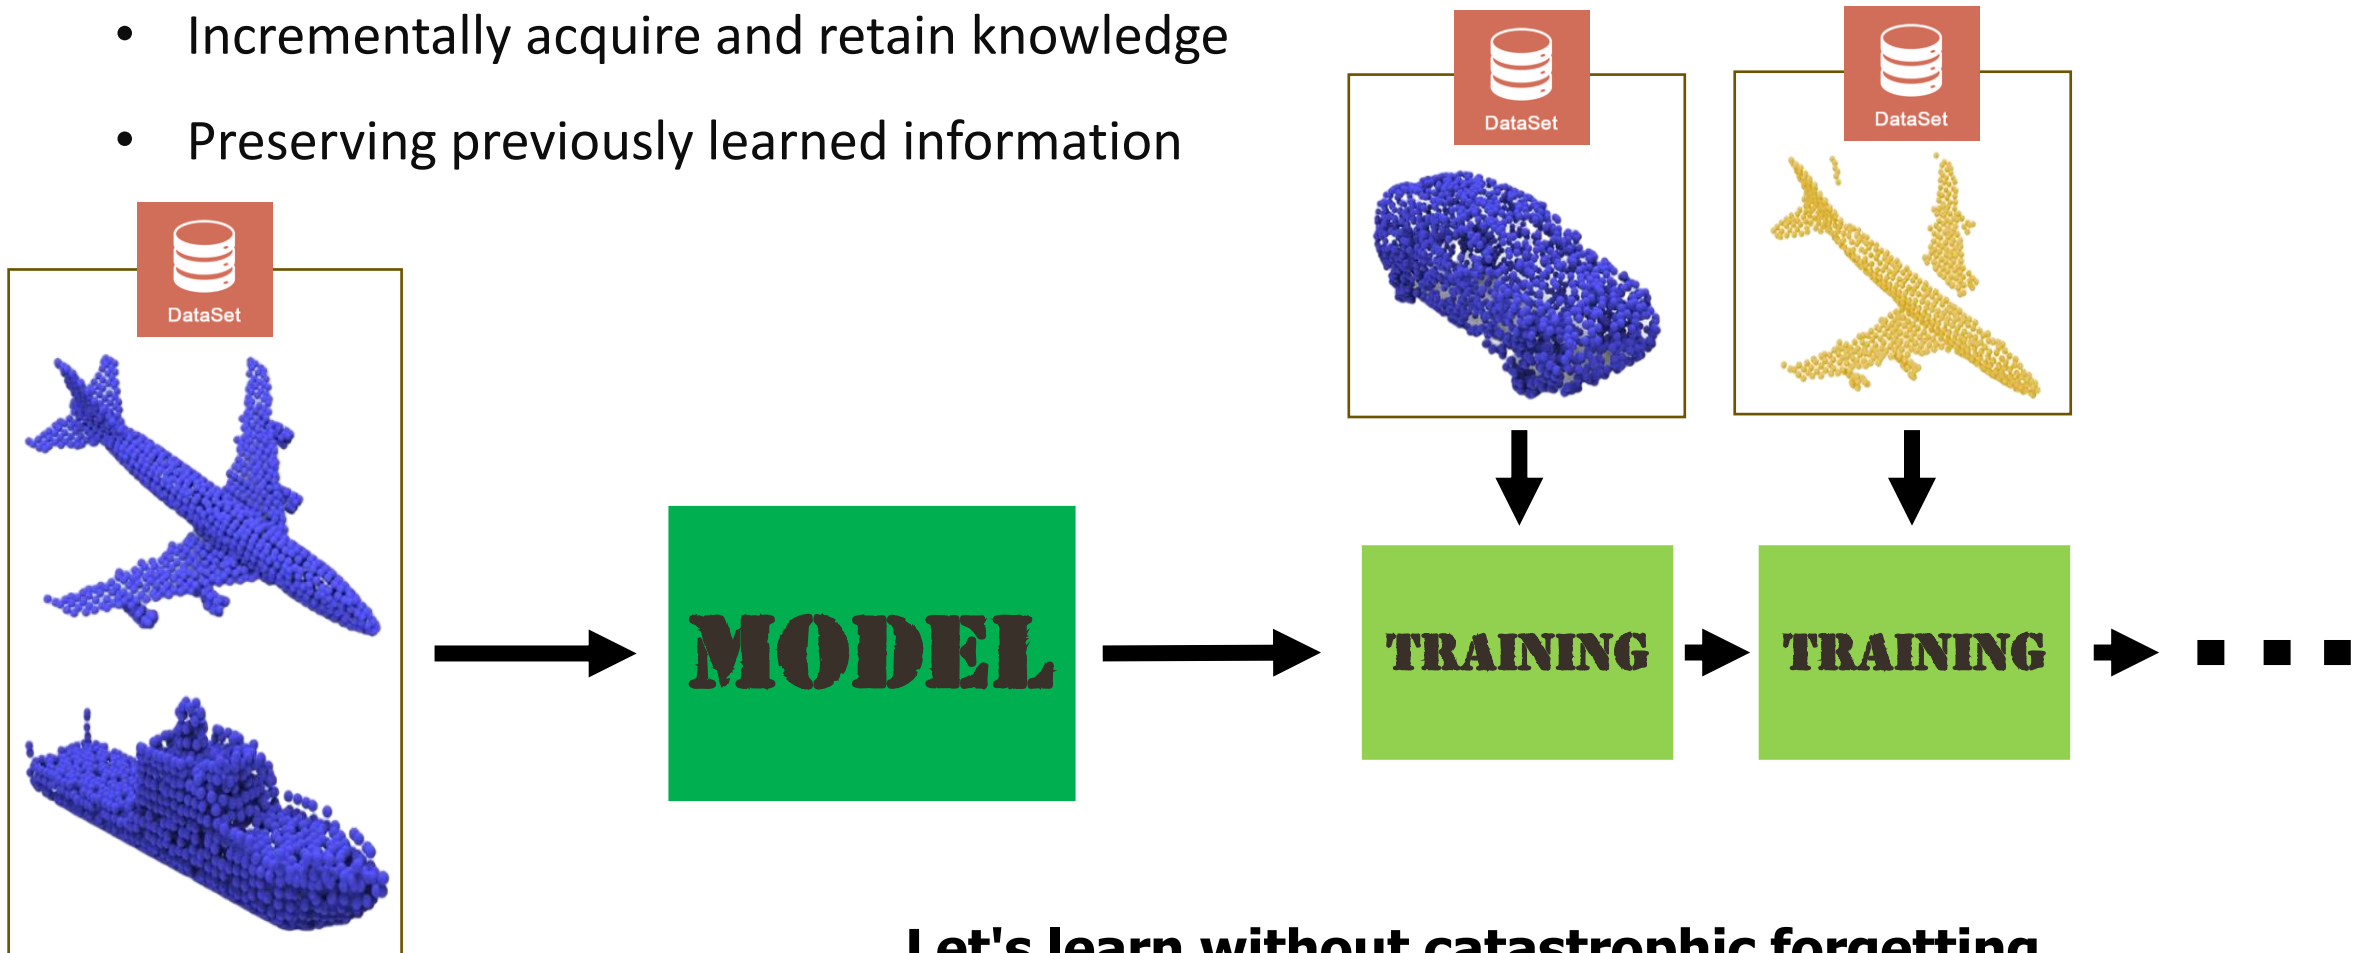 • Incrementally acquire and retain knowledge
• Preserving previously learned information
DataSet
DataSet
DataSet
MODEL
TRAINING
TRAINING
Let's learn without catastrophic forgetting